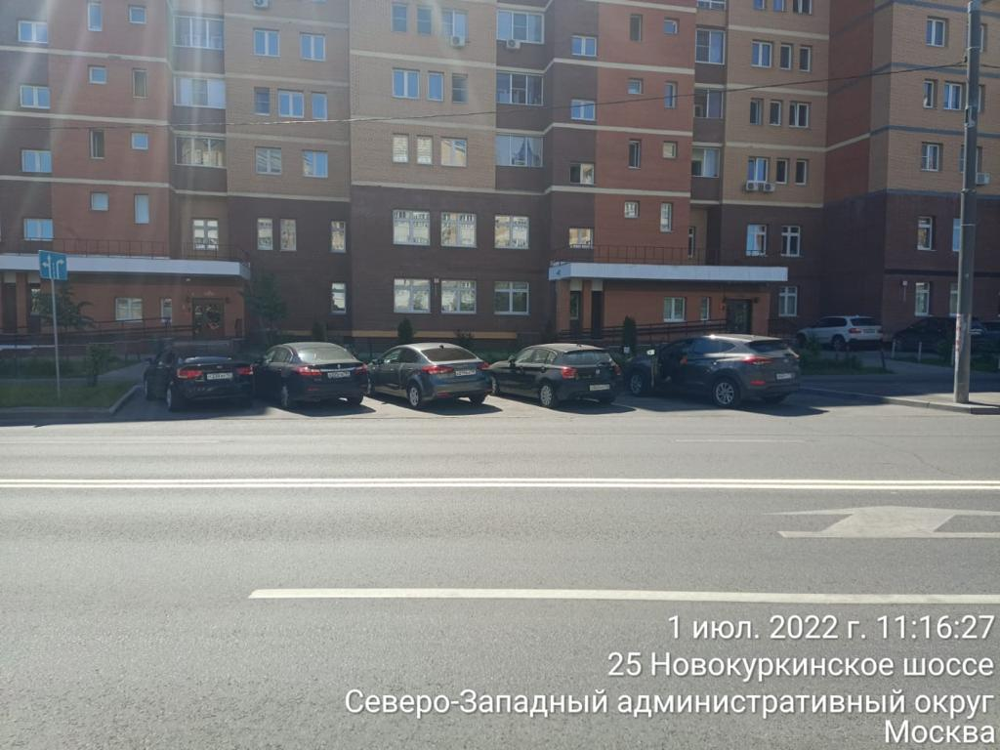 1 июл. 2022 г. 11:16:27
25 Новокуркинское шоссе
Северо-Западный административный округ
Москва